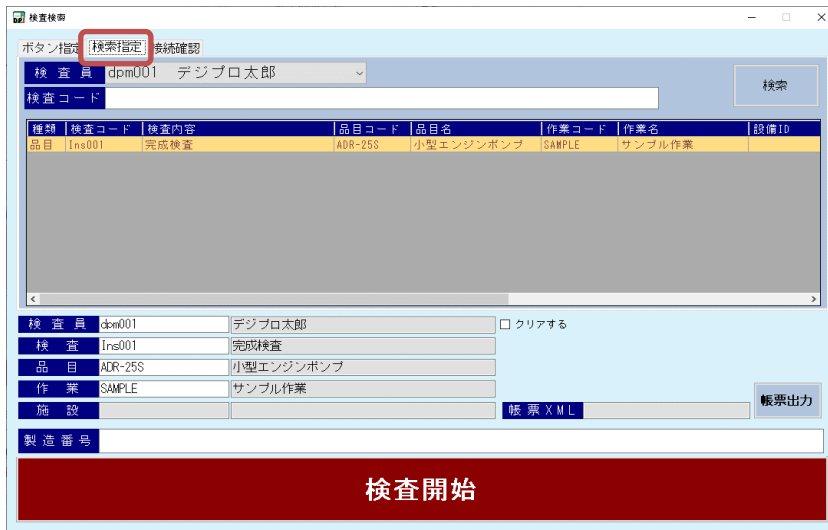 検査検索
ボタン指定 検索指定 接続確認
検査員 dpm001 デジプロ太郎
検索
検査コード
種類 検査コード 検査内容 品目コード 品目名 作業コード 作業名 設備ID
品目 Ins001 完成検査 ADR-25S 小型エンジンポンプ SAMPLE サンプル作業
検査員 dpm001 デジプロ太郎 クリアする
検査 Ins001 完成検査
品目 ADR-25S 小型エンジンポンプ
作業 SAMPLE サンプル作業
帳票出力
施設 帳票XML
製造番号
検査開始